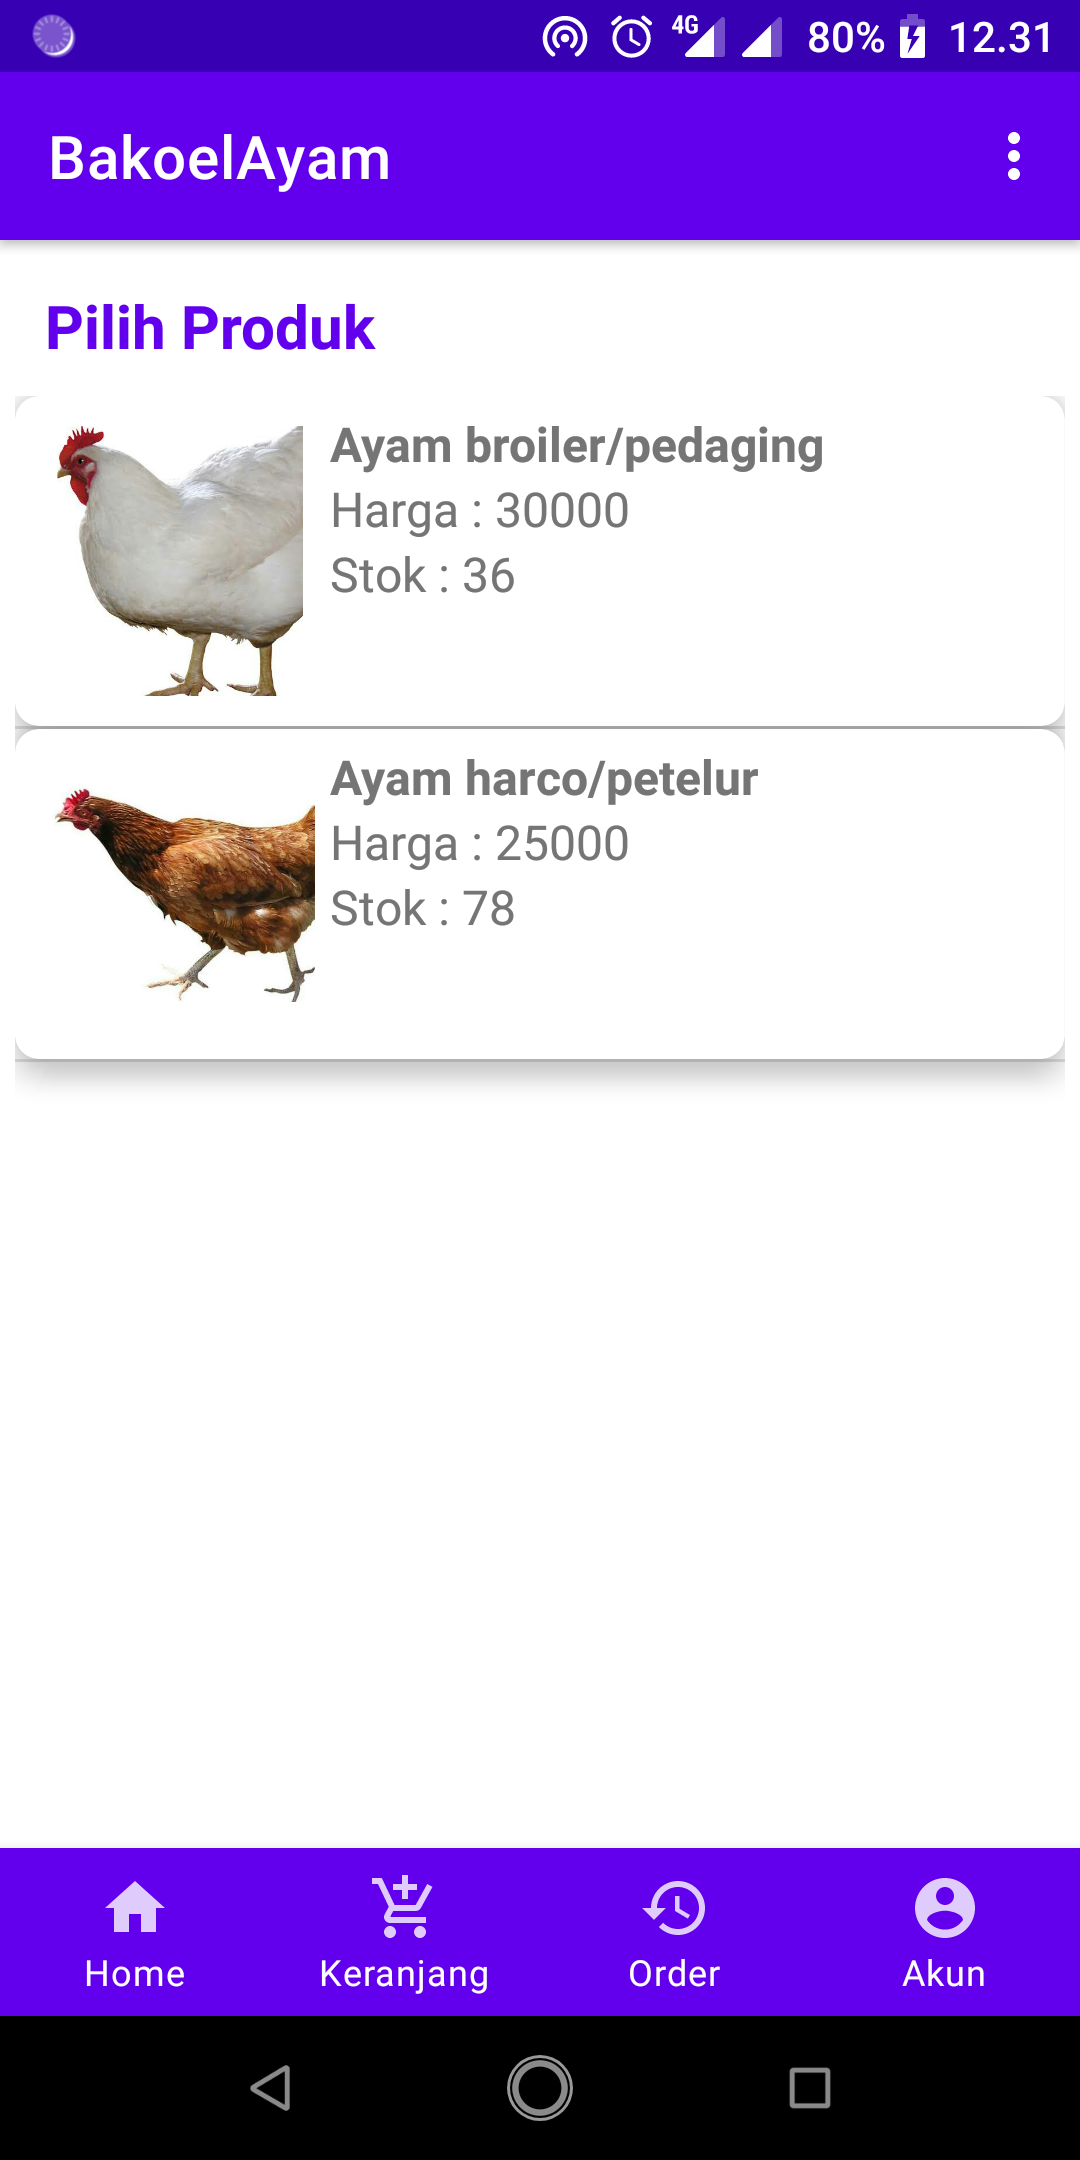 4G 80% 12.31
BakoelAyam
Pilih Produk
Ayam broiler/pedaging
Harga : 30000
Stok : 36
Ayam harco/petelur
Harga : 25000
Stok : 78
Home Keranjang Order Akun